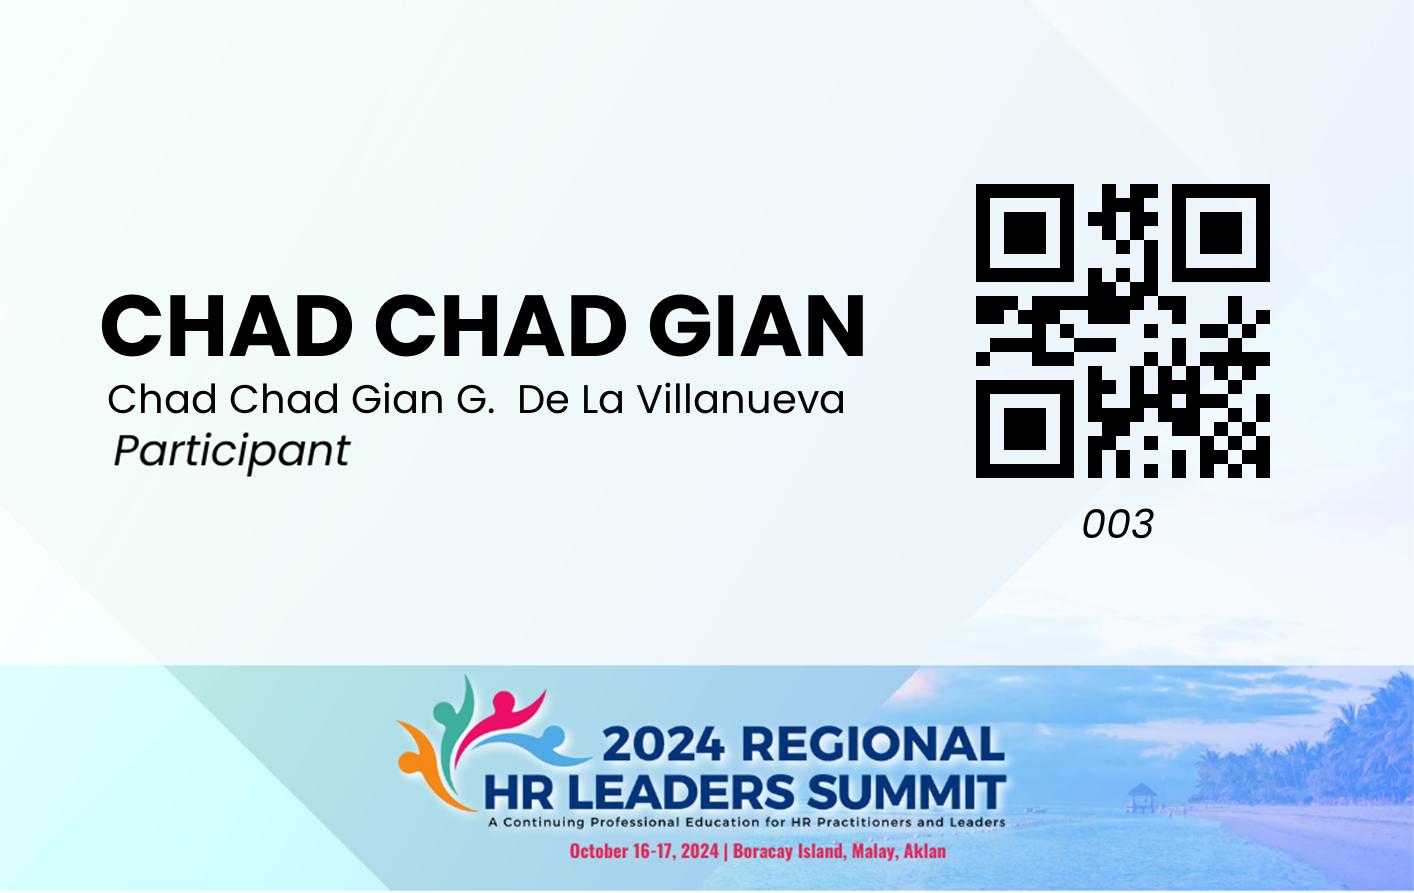 CHAD CHAD GIAN
Chad Chad Gian G. De La Villanueva
Participant
003
2024 REGIONAL
HR LEADERS SUMMIT
A Continuing Professional Education for HR Practitioners and Leaders
October 16-17, 2024 | Boracay Island, Malay, Aklan